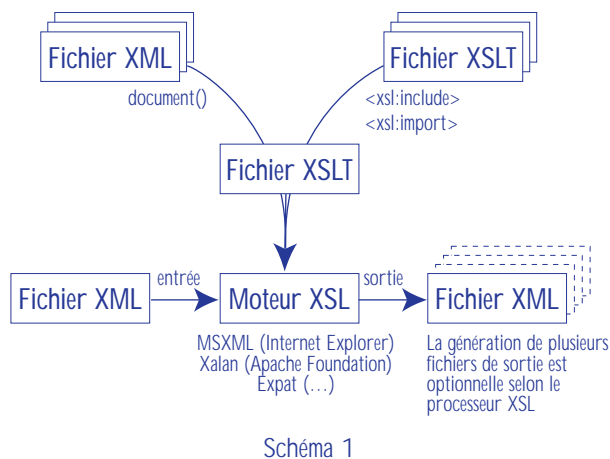 Fichier XML
Fichier XSLT
document()
<xsl:include>
<xsl:import>
Fichier XSLT
entrée
sortie
Fichier XML
Moteur XSL
Fichier XML
MSXML (Internet Explorer)
Xalan (Apache Foundation)
Expat (…)
La génération de plusieurs
fichiers de sortie est
optionnelle selon le
processeur XSL
Schéma 1